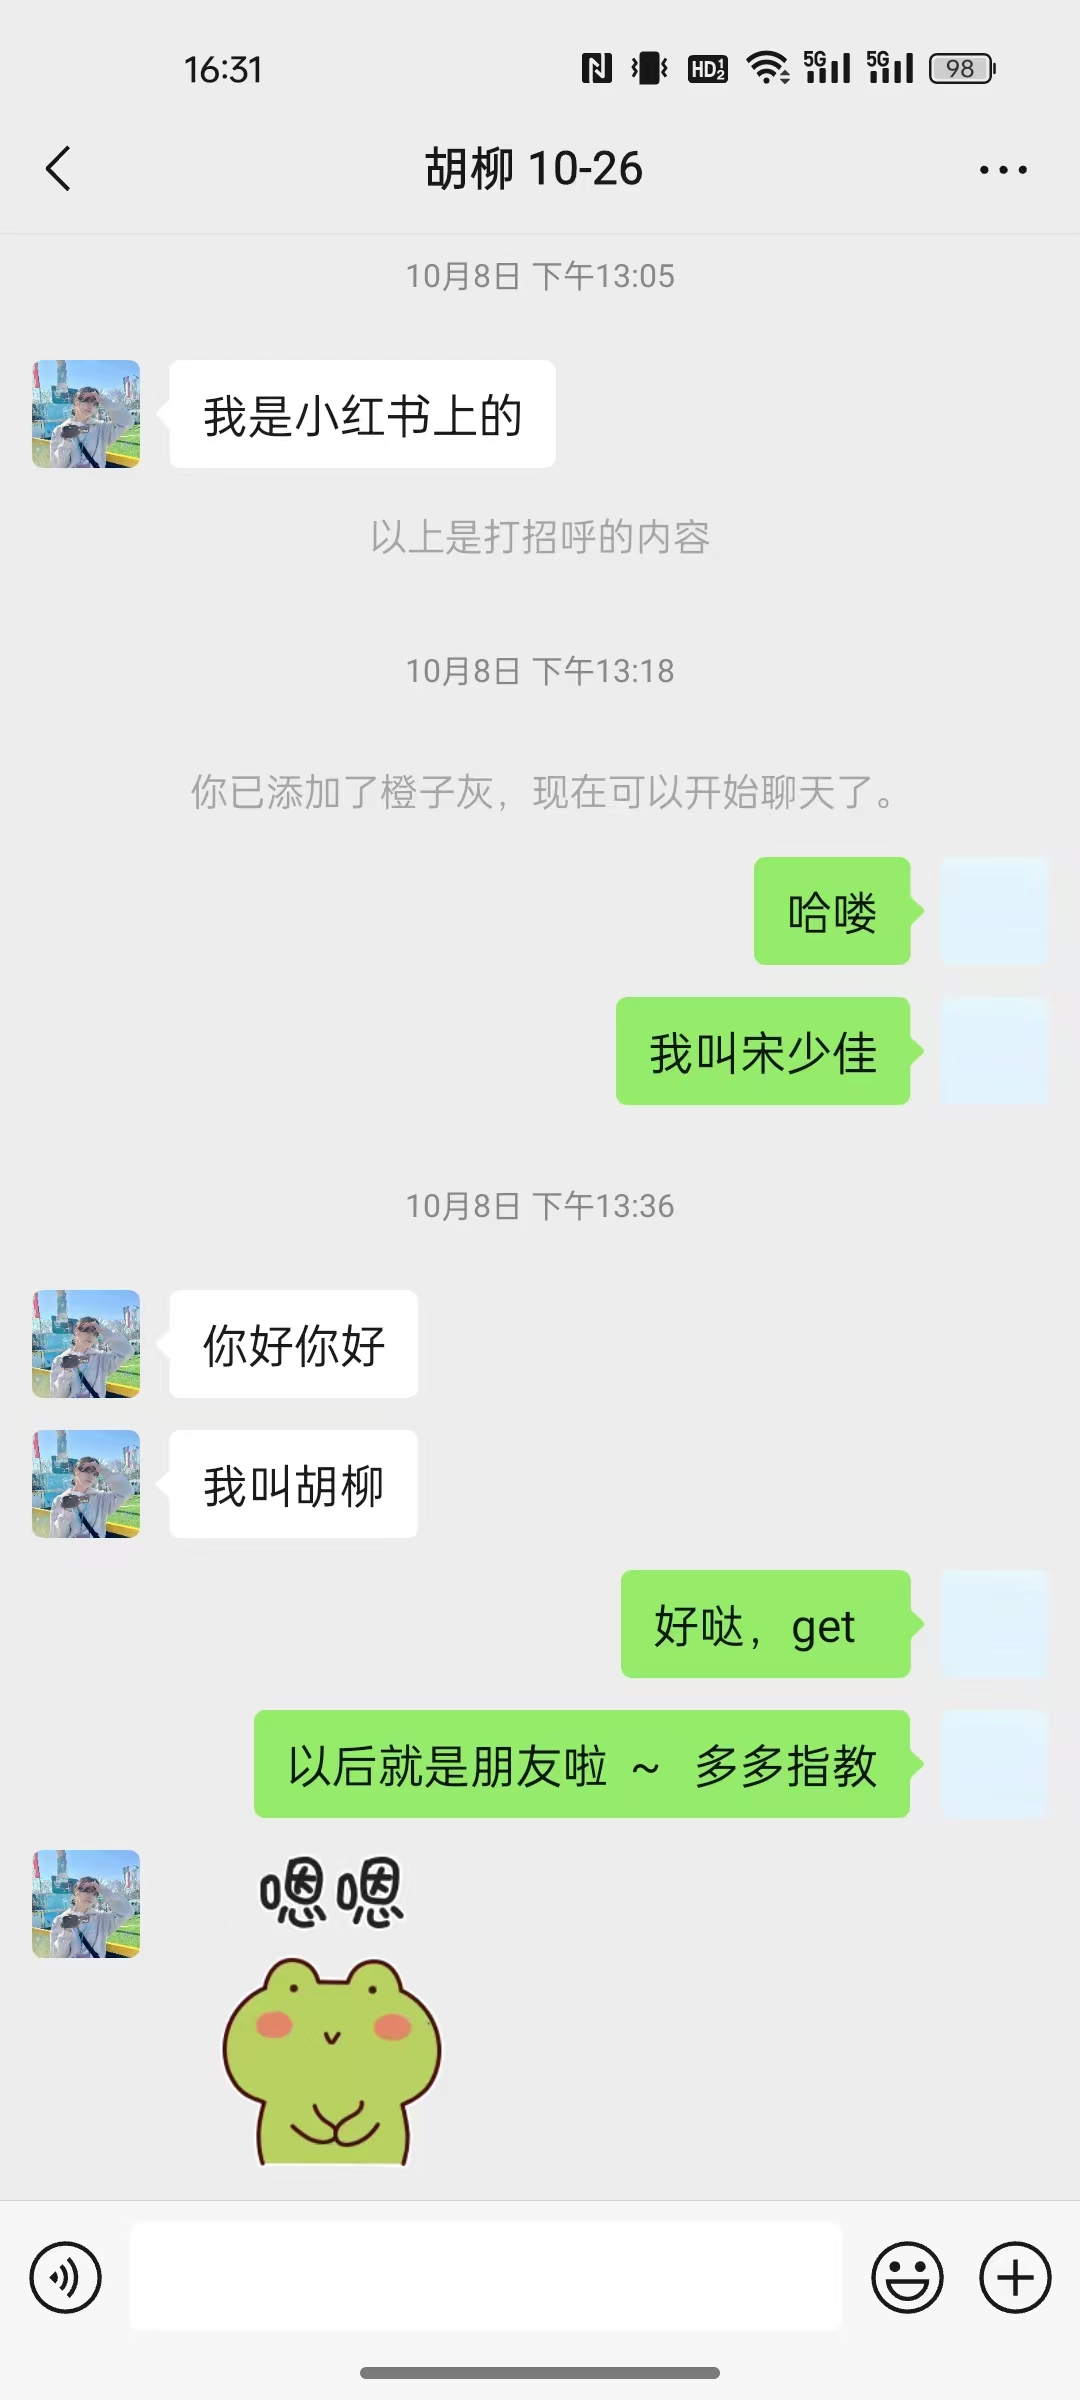 16:31
HD 1 2 5G 5G 98
胡柳 10-26
10月8日 下午13:05
我是小红书上的
以上是打招呼的内容
10月8日 下午13:18
你已添加了橙子灰，现在可以开始聊天了。
哈喽
我叫宋少佳
10月8日 下午13:36
你好你好
我叫胡柳
好哒，get
以后就是朋友啦 ~ 多多指教
嗯嗯